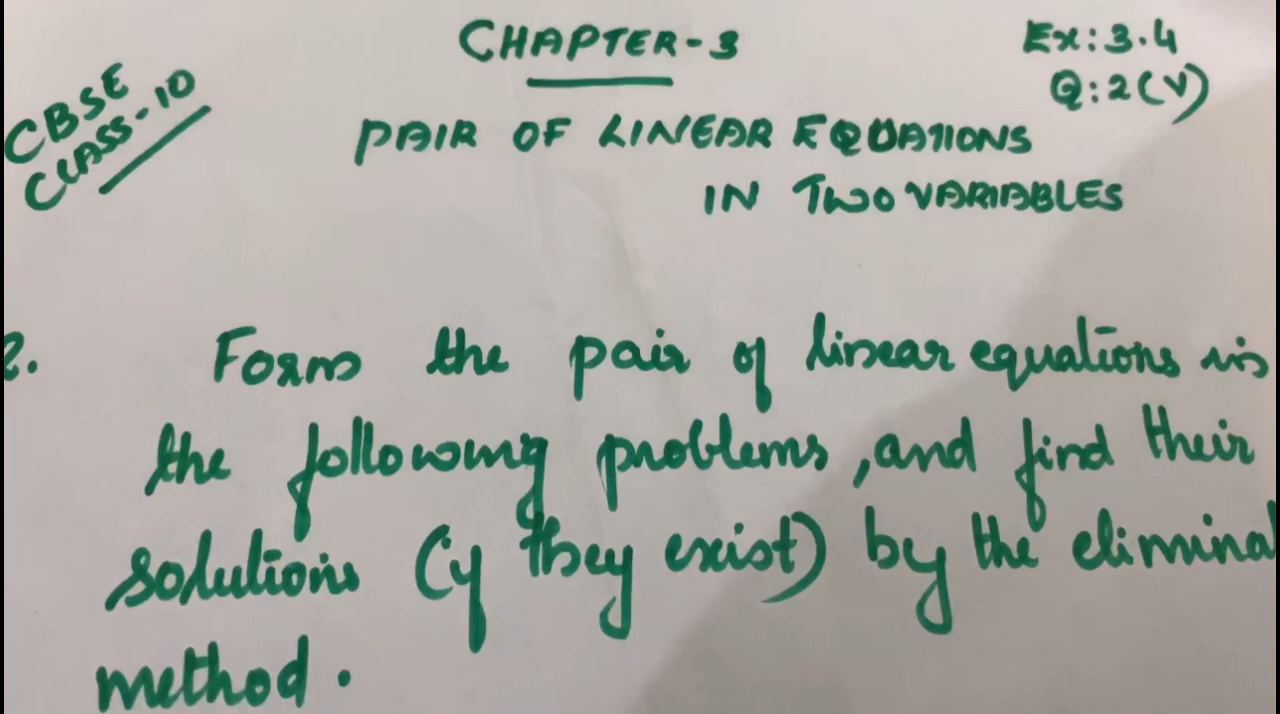 CHAPTER-3
Ex: 3.4
Q:2(v)
CBSE
CLASS-10
PAIR OF LINEAR EQUATIONS
IN TWO VARIABLES
2. Form the pair of linear equations in
the following problems, and find their
solutions (if they exist) by the eliminat
method.